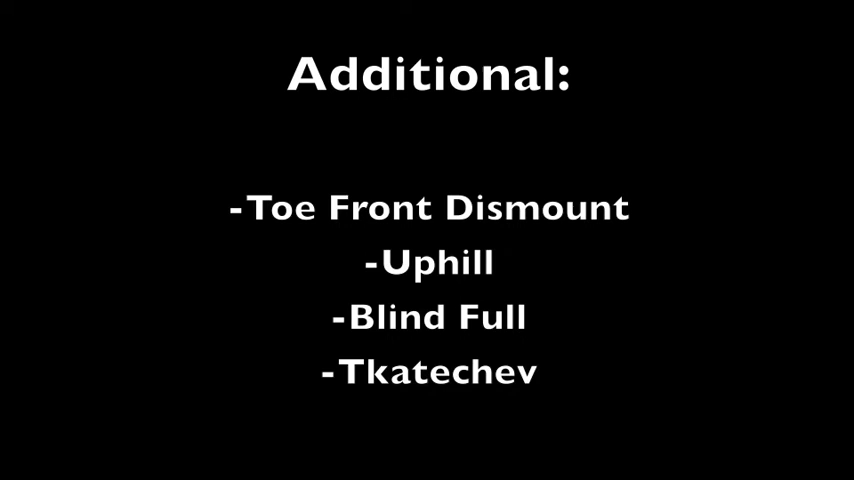 Additional:
-Toe Front Dismount
-Uphill
-Blind Full
-Tkatechev